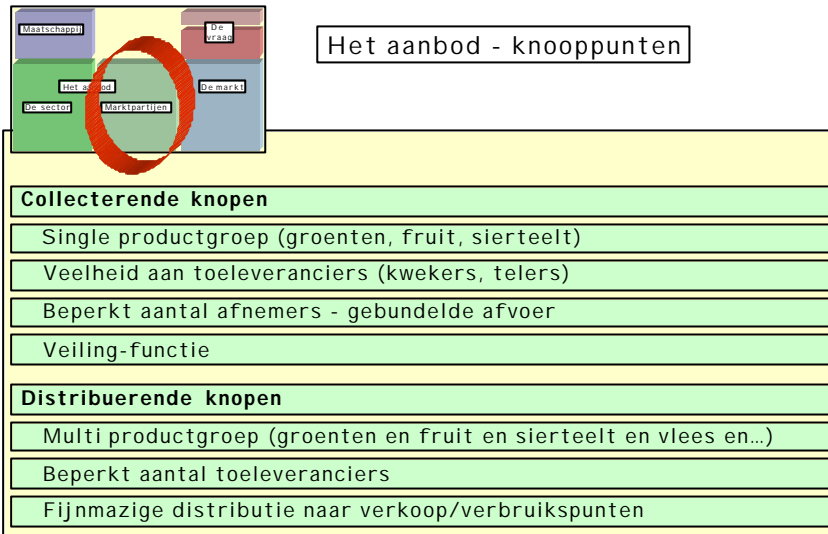 Maatschappij
De
vraag
Het aanbod
De markt
De sector
Marktpartijen
Het aanbod - knooppunten
Collecterende knopen
Single productgroep (groenten, fruit, sierteelt)
Veelheid aan toeleveranciers (kwekers, telers)
Beperkt aantal afnemers - gebundelde afvoer
Veiling-functie
Distribuerende knopen
Multi productgroep (groenten en fruit en sierteelt en vlees en…)
Beperkt aantal toeleveranciers
Fijnmazige distributie naar verkoop/verbruikspunten